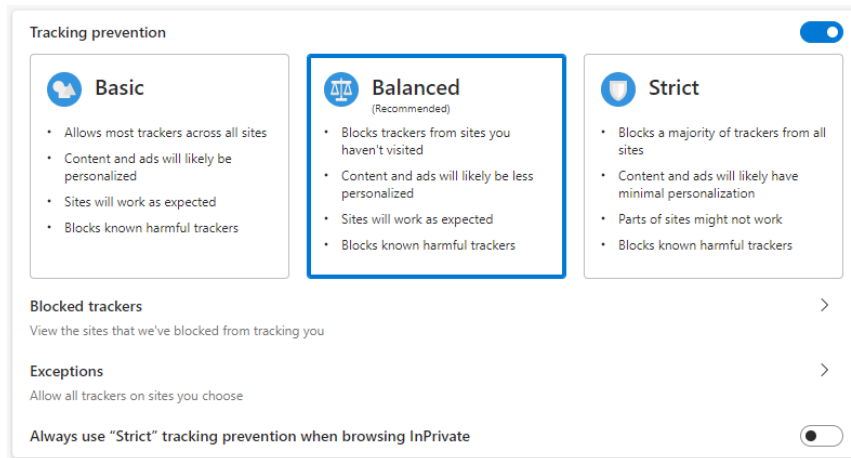 Tracking prevention
Basic
• Allows most trackers across all sites
• Content and ads will likely be
personalized
• Sites will work as expected
• Blocks known harmful trackers
Balanced
(Recommended)
• Blocks trackers from sites you
haven't visited
• Content and ads will likely be less
personalized
• Sites will work as expected
• Blocks known harmful trackers
Strict
• Blocks a majority of trackers from all
sites
• Content and ads will likely have
minimal personalization
• Parts of sites might not work
• Blocks known harmful trackers
Blocked trackers
View the sites that we've blocked from tracking you
Exceptions
Allow all trackers on sites you choose
Always use “Strict” tracking prevention when browsing InPrivate